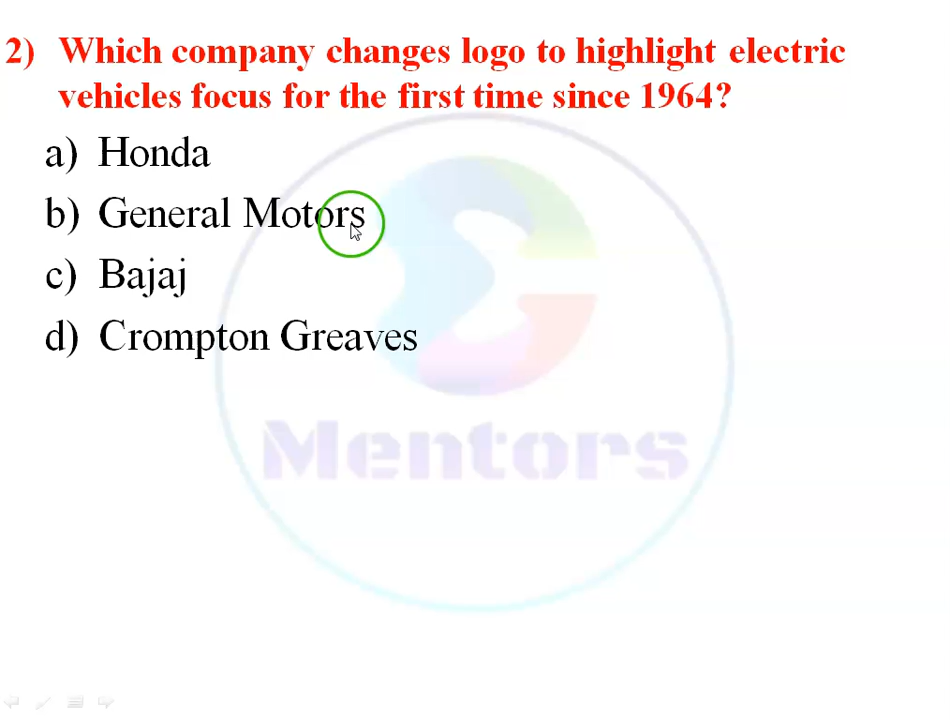 2) Which company changes logo to highlight electric
vehicles focus for the first time since 1964?
a) Honda
b) General Motors
c) Bajaj
d) Crompton Greaves
Mentors